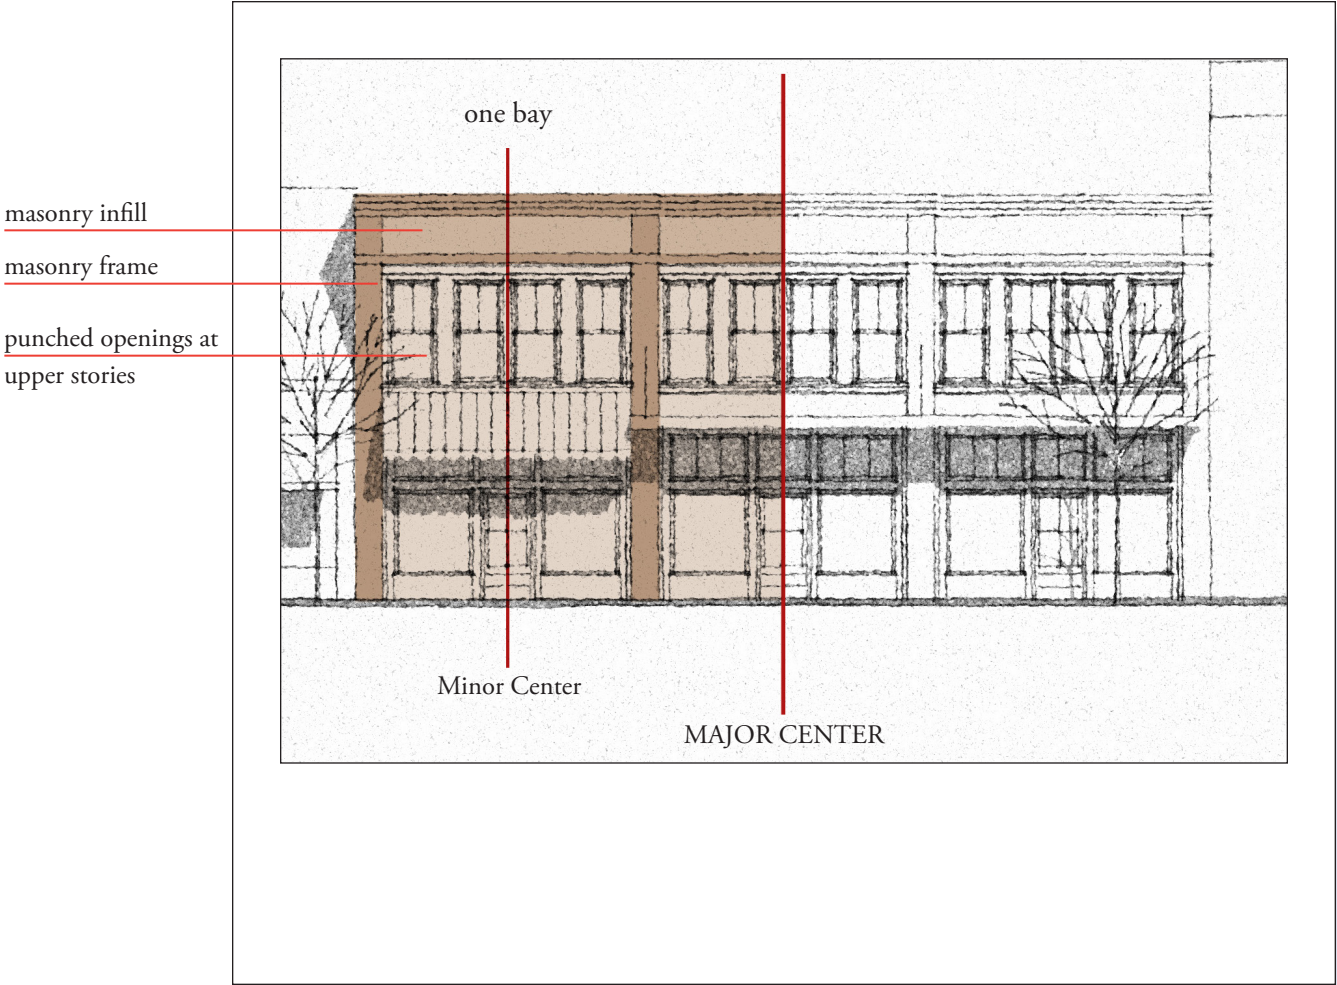 one bay
masonry infill
masonry frame
punched openings at
upper stories
Minor Center
MAJOR CENTER